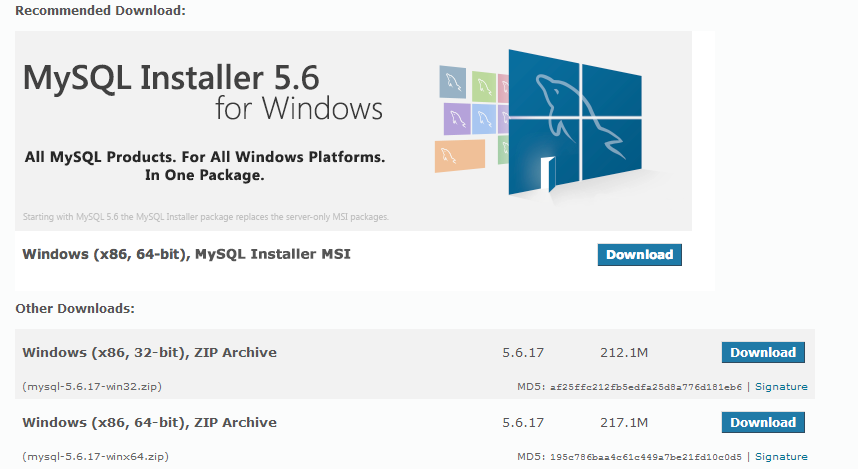 Recommended Download:
MySQL Installer 5.6
for Windows
All MySQL Products. For All Windows Platforms.
In One Package.
Starting with MySQL 5.6 the MySQL Installer package replaces the server-only MSI packages.
Windows (x86, 64-bit), MySQL Installer MSI Download
Other Downloads:
Windows (x86, 32-bit), ZIP Archive 5.6.17 212.1M Download
(mysql-5.6.17-win32.zip) MD5: af25ffc212fb5edfa25d8a776d181eb6 | Signature
Windows (x86, 64-bit), ZIP Archive 5.6.17 217.1M Download
(mysql-5.6.17-winx64.zip) MD5: 195c786baa4c61c449a7be21fd10c0d5 | Signature